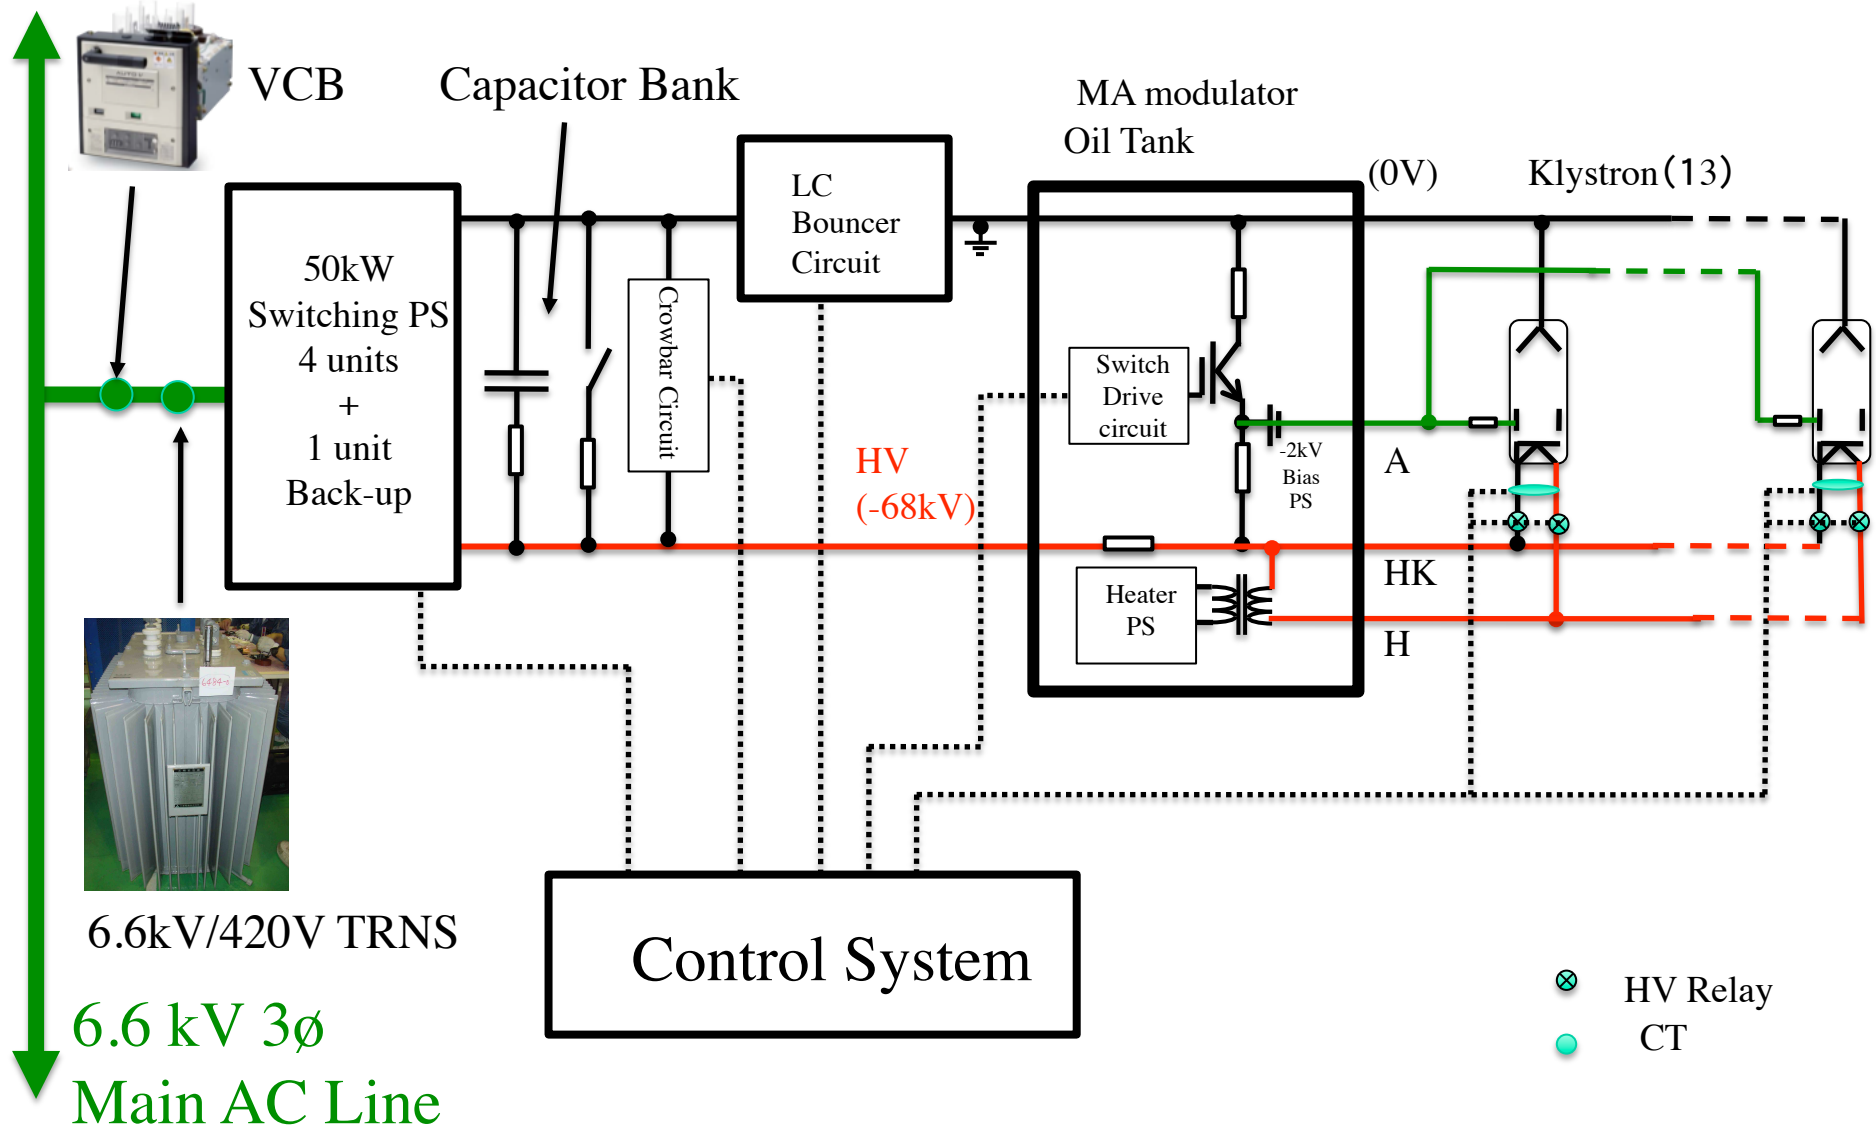 VCB
Capacitor Bank
MA modulator
Oil Tank
(0V)
Klystron(13)
LC
Bouncer
Circuit
50kW
Switching PS
4 units
+
1 unit
Back-up
Crowbar Circuit
Switch
Drive
circuit
HV
(-68kV)
-2kV
Bias
PS
A
HK
Heater
PS
H
6.6kV/420V TRNS
Control System
HV Relay
CT
6.6 kV 3ø
Main AC Line